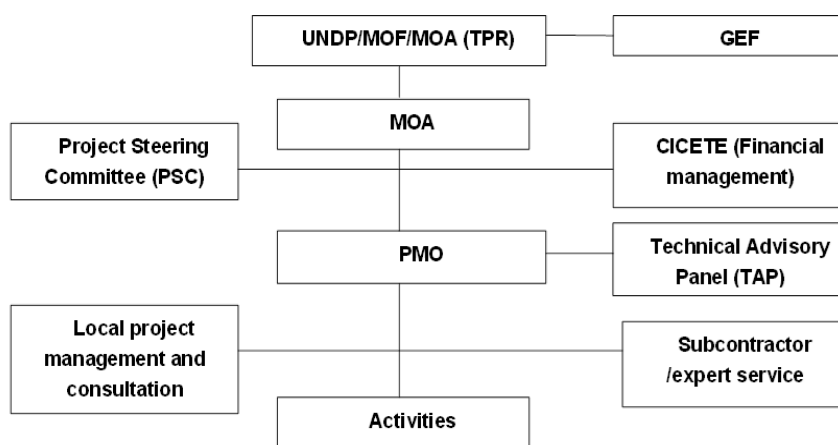 UNDP/MOF/MOA (TPR)
GEF
MOA
Project Steering
Committee (PSC)
CICETE (Financial
management)
PMO
Technical Advisory
Panel (TAP)
Local project
management and
consultation
Subcontractor
/expert service
Activities